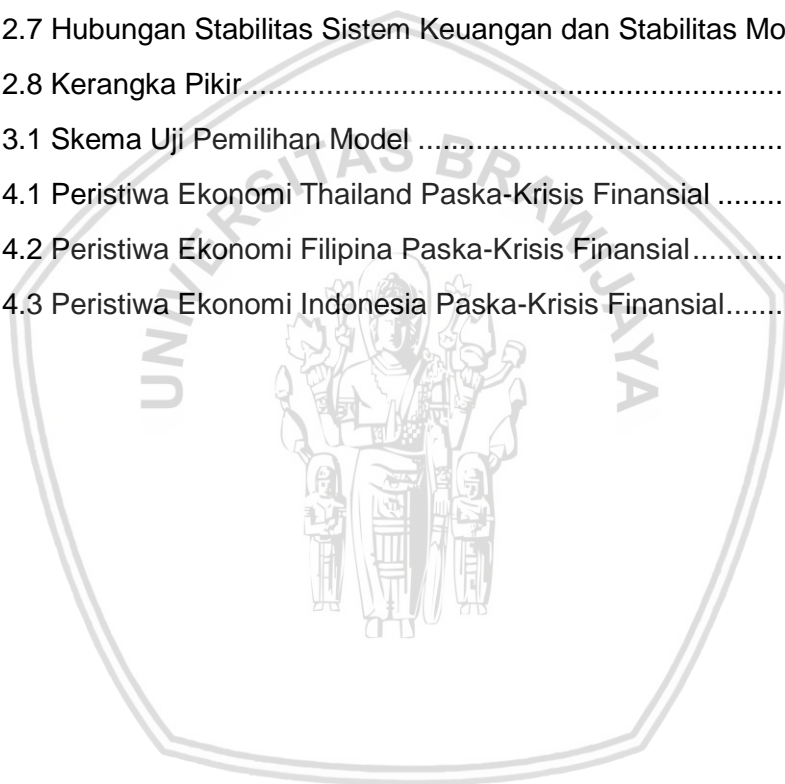 2.7 Hubungan Stabilitas Sistem Keuangan dan Stabilitas Mo
2.8 Kerangka Pikir.................................................................
3.1 Skema Uji Pemilihan Model ............................................
4.1 Peristiwa Ekonomi Thailand Paska-Krisis Finansial ........
4.2 Peristiwa Ekonomi Filipina Paska-Krisis Finansial...........
4.3 Peristiwa Ekonomi Indonesia Paska-Krisis Finansial.......
UNIVERSITAS BRAWIJAYA